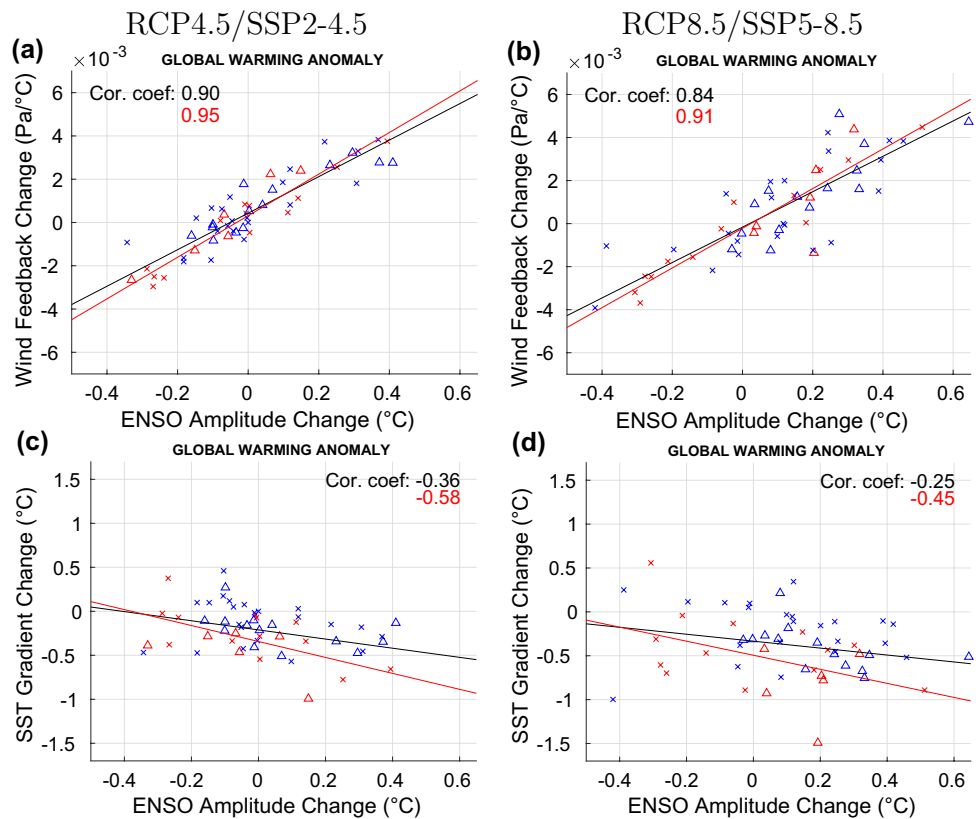 RCP4.5/SSP2-4.5
RCP8.5/SSP5-8.5
(a)
× 10⁻³
GLOBAL WARMING ANOMALY
Cor. coef: 0.90
0.95
6
4
2
0
-2
-4
-6
Wind Feedback Change (Pa/°C)
-0.4 -0.2 0 0.2 0.4 0.6
ENSO Amplitude Change (°C)
(b)
× 10⁻³
GLOBAL WARMING ANOMALY
Cor. coef: 0.84
0.91
6
4
2
0
-2
-4
-6
Wind Feedback Change (Pa/°C)
-0.4 -0.2 0 0.2 0.4 0.6
ENSO Amplitude Change (°C)
(c)
GLOBAL WARMING ANOMALY
Cor. coef: -0.36
-0.58
1.5
1
0.5
0
-0.5
-1
-1.5
SST Gradient Change (°C)
-0.4 -0.2 0 0.2 0.4 0.6
ENSO Amplitude Change (°C)
(d)
GLOBAL WARMING ANOMALY
Cor. coef: -0.25
-0.45
1.5
1
0.5
0
-0.5
-1
-1.5
SST Gradient Change (°C)
-0.4 -0.2 0 0.2 0.4 0.6
ENSO Amplitude Change (°C)